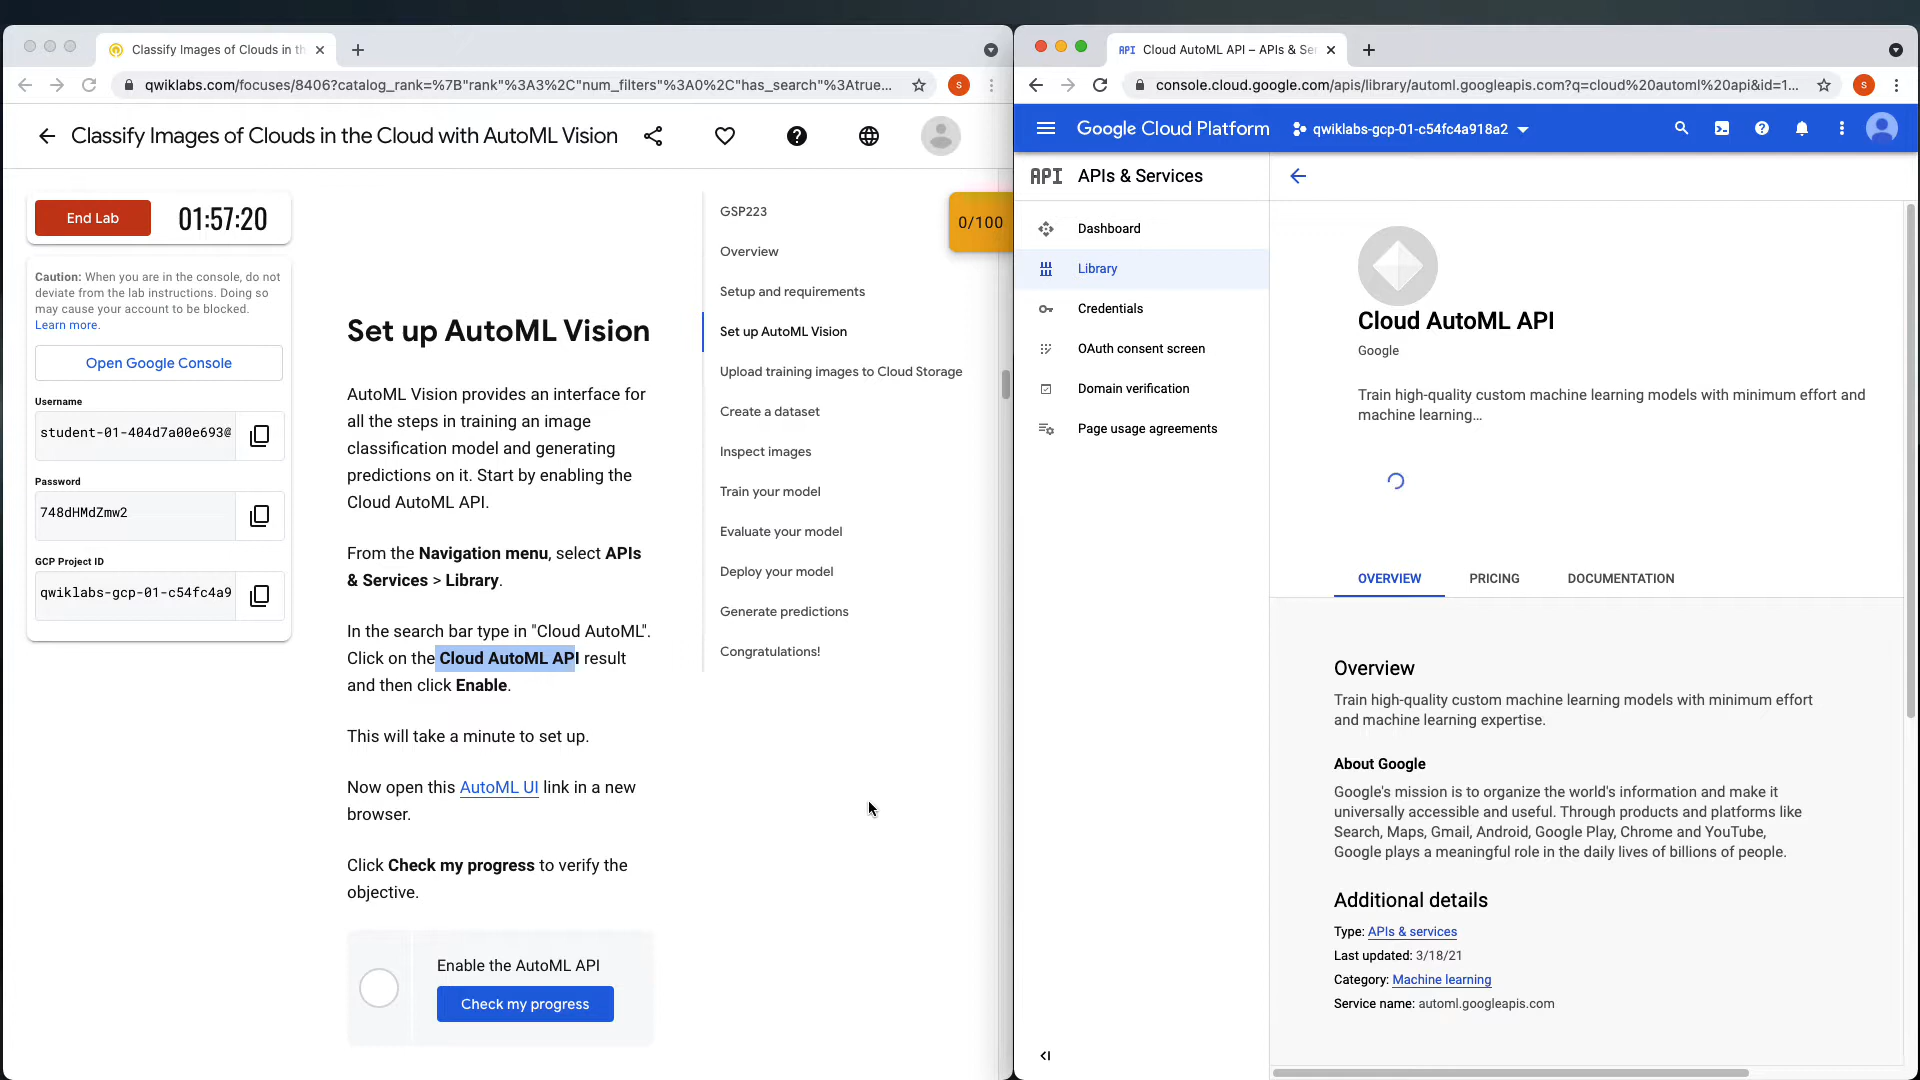 Classify Images of Clouds in th
qwiklabs.com/focuses/8406?catalog_rank=%7B"rank"%3A3%2C"num_filters"%3A0%2C"has_search"%3Atrue...
S
Classify Images of Clouds in the Cloud with AutoML Vision
End Lab
01:57:20
Caution: When you are in the console, do not
deviate from the lab instructions. Doing so
may cause your account to be blocked.
Learn more.
Open Google Console
Username
student-01-404d7a00e693@
Password
748dHMdZmw2
GCP Project ID
qwiklabs-gcp-01-c54fc4a9
Set up AutoML Vision
AutoML Vision provides an interface for
all the steps in training an image
classification model and generating
predictions on it. Start by enabling the
Cloud AutoML API.
From the Navigation menu, select APIs
& Services > Library.
In the search bar type in "Cloud AutoML".
Click on the Cloud AutoML API result
and then click Enable.
This will take a minute to set up.
Now open this AutoML UI link in a new
browser.
Click Check my progress to verify the
objective.
Enable the AutoML API
Check my progress
GSP223
Overview
Setup and requirements
Set up AutoML Vision
Upload training images to Cloud Storage
Create a dataset
Inspect images
Train your model
Evaluate your model
Deploy your model
Generate predictions
Congratulations!
0/100
API Cloud AutoML API – APIs & Se
console.cloud.google.com/apis/library/automl.googleapis.com?q=cloud%20automl%20api&id=1...
S
Google Cloud Platform
qwiklabs-gcp-01-c54fc4a918a2
API APIs & Services
Dashboard
Library
Credentials
OAuth consent screen
Domain verification
Page usage agreements
Cloud AutoML API
Google
Train high-quality custom machine learning models with minimum effort and
machine learning...
OVERVIEW
PRICING
DOCUMENTATION
Overview
Train high-quality custom machine learning models with minimum effort
and machine learning expertise.
About Google
Google's mission is to organize the world's information and make it
universally accessible and useful. Through products and platforms like
Search, Maps, Gmail, Android, Google Play, Chrome and YouTube,
Google plays a meaningful role in the daily lives of billions of people.
Additional details
Type: APIs & services
Last updated: 3/18/21
Category: Machine learning
Service name: automl.googleapis.com